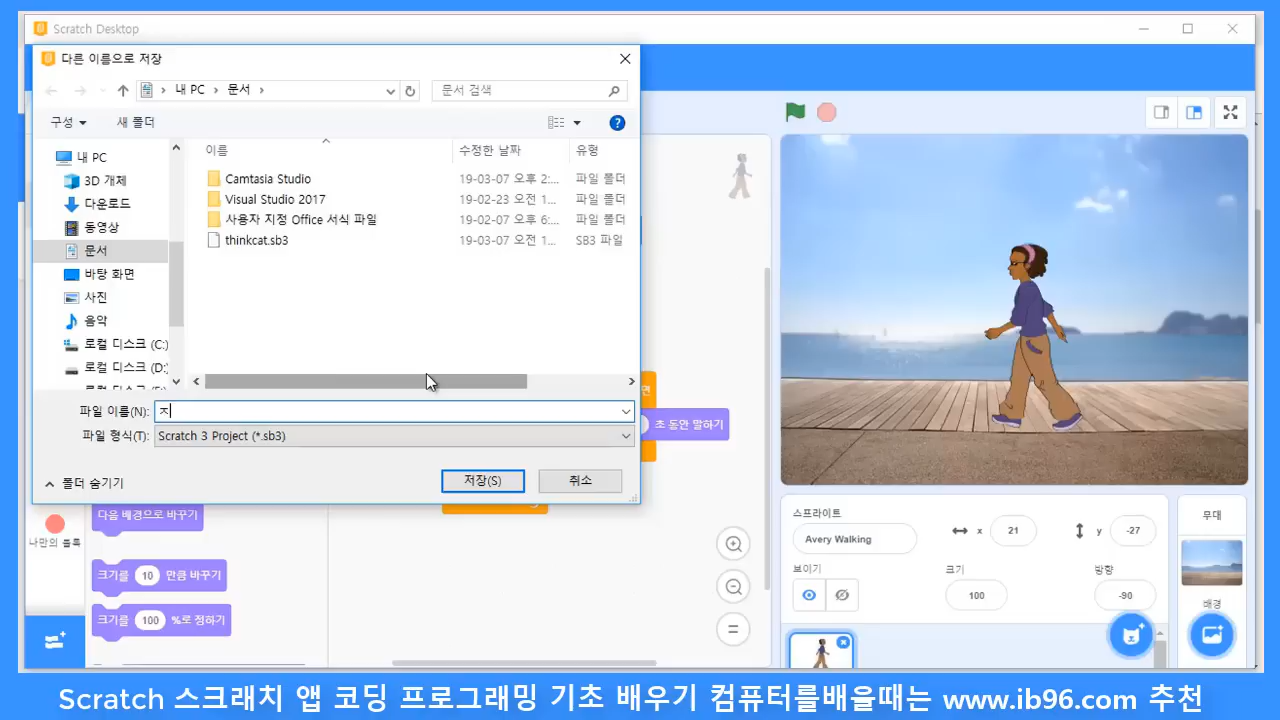 Scratch Desktop
다른 이름으로 저장
내 PC
문서
문서 검색
구성
새 폴더
이름
수정한 날짜
유형
내 PC
3D 개체
다운로드
동영상
문서
바탕 화면
사진
음악
로컬 디스크 (C:)
로컬 디스크 (D:)
Camtasia Studio 19-03-07 오후 2:... 파일 폴더
Visual Studio 2017 19-02-23 오전 1... 파일 폴더
사용자 지정 Office 서식 파일 19-02-07 오후 6:... 파일 폴더
thinkcat.sb3 19-03-07 오전 1... SB3 파일
파일 이름(N): ㅈ
파일 형식(T): Scratch 3 Project (*.sb3)
폴더 숨기기
저장(S)
취소
면
초 동안 말하기
다음 배경으로 바꾸기
나만의 블록
크기를 10 만큼 바꾸기
크기를 100 %로 정하기
스프라이트
Avery Walking
x 21
y -27
보이기
크기
100
방향
-90
무대
배경
Scratch 스크래치 앱 코딩 프로그래밍 기초 배우기 컴퓨터를배울때는 www.ib96.com 추천